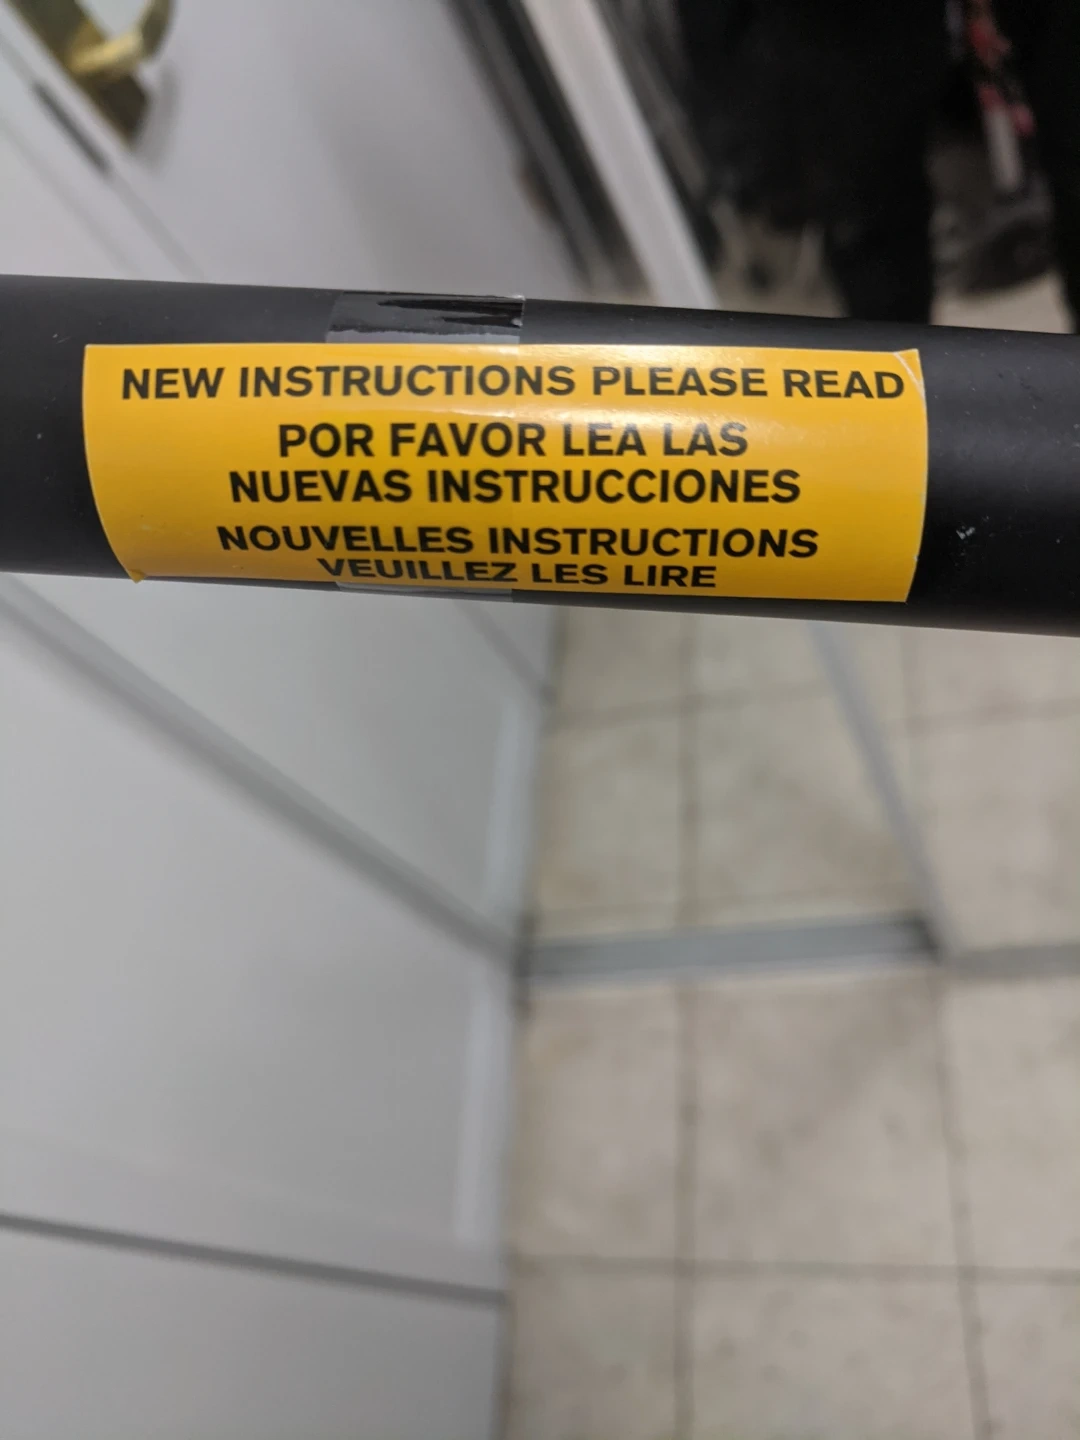 NEW INSTRUCTIONS PLEASE READ
POR FAVOR LEA LAS
NUEVAS INSTRUCCIONES
NOUVELLES INSTRUCTIONS
VEUILLEZ LES LIRE